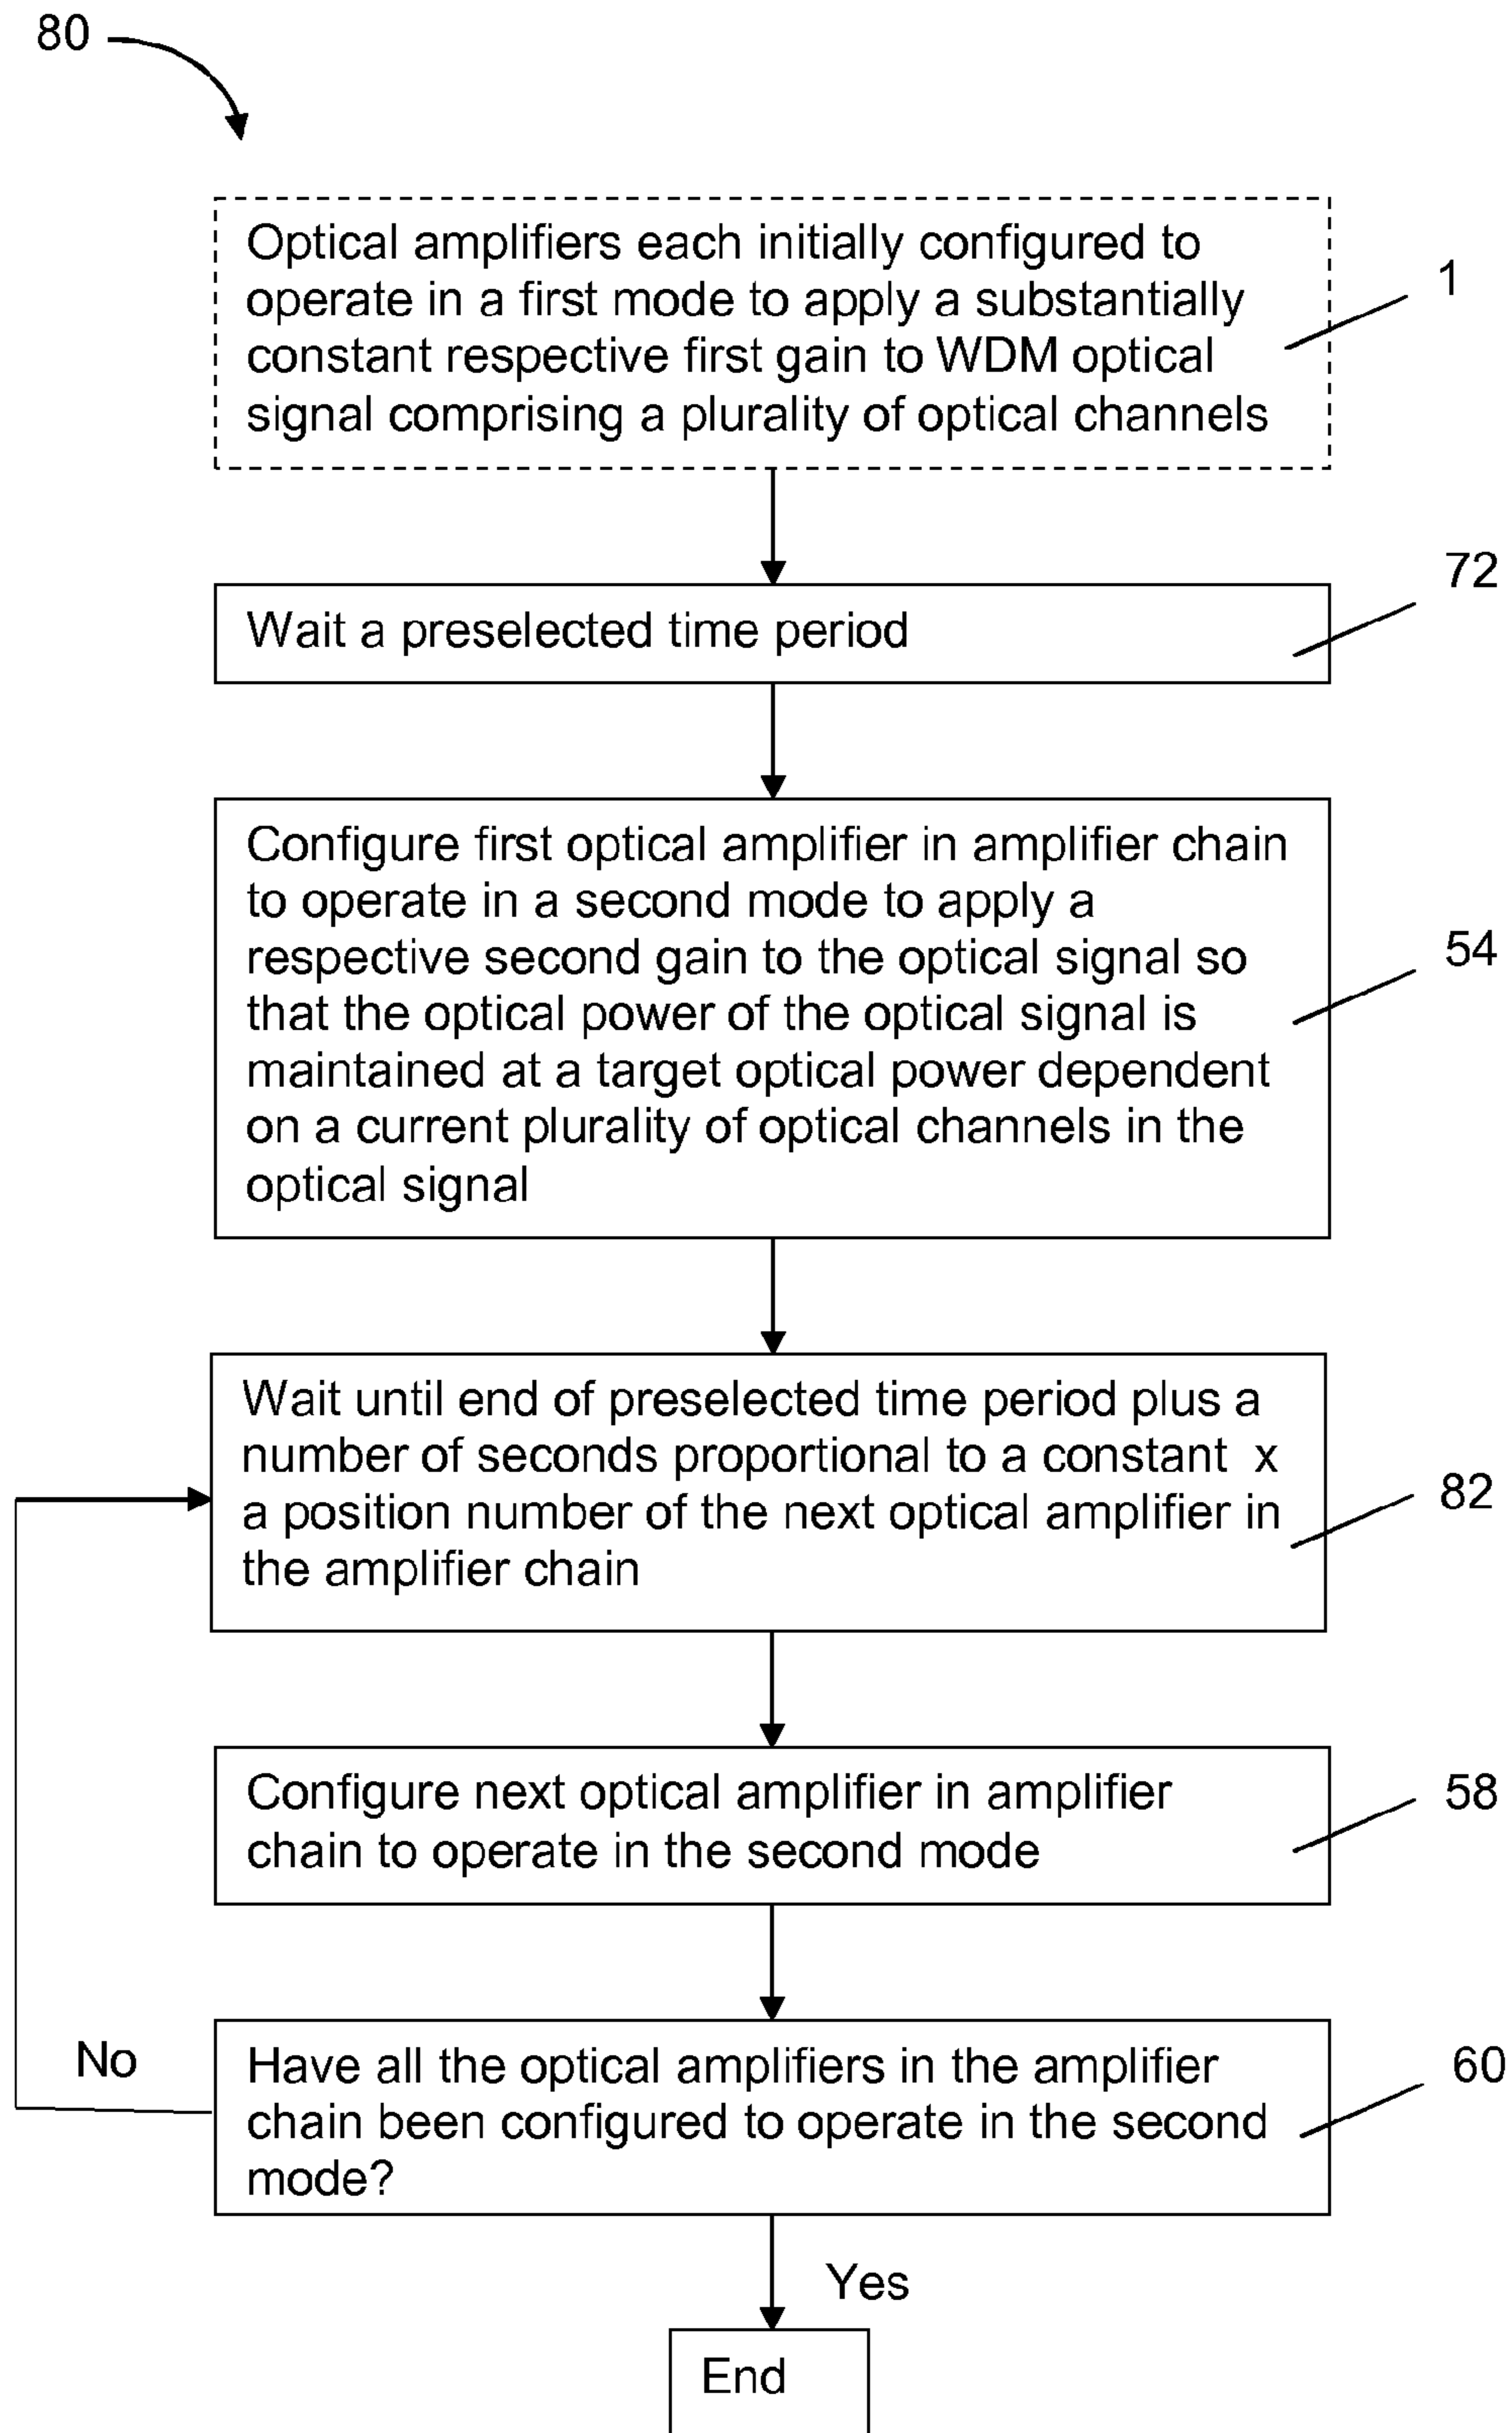 80
Optical amplifiers each initially configured to
operate in a first mode to apply a substantially
constant respective first gain to WDM optical
signal comprising a plurality of optical channels
1
Wait a preselected time period
72
Configure first optical amplifier in amplifier chain
to operate in a second mode to apply a
respective second gain to the optical signal so
that the optical power of the optical signal is
maintained at a target optical power dependent
on a current plurality of optical channels in the
optical signal
54
Wait until end of preselected time period plus a
number of seconds proportional to a constant x
a position number of the next optical amplifier in
the amplifier chain
82
Configure next optical amplifier in amplifier
chain to operate in the second mode
58
Have all the optical amplifiers in the amplifier
chain been configured to operate in the second
mode?
60
No
Yes
End